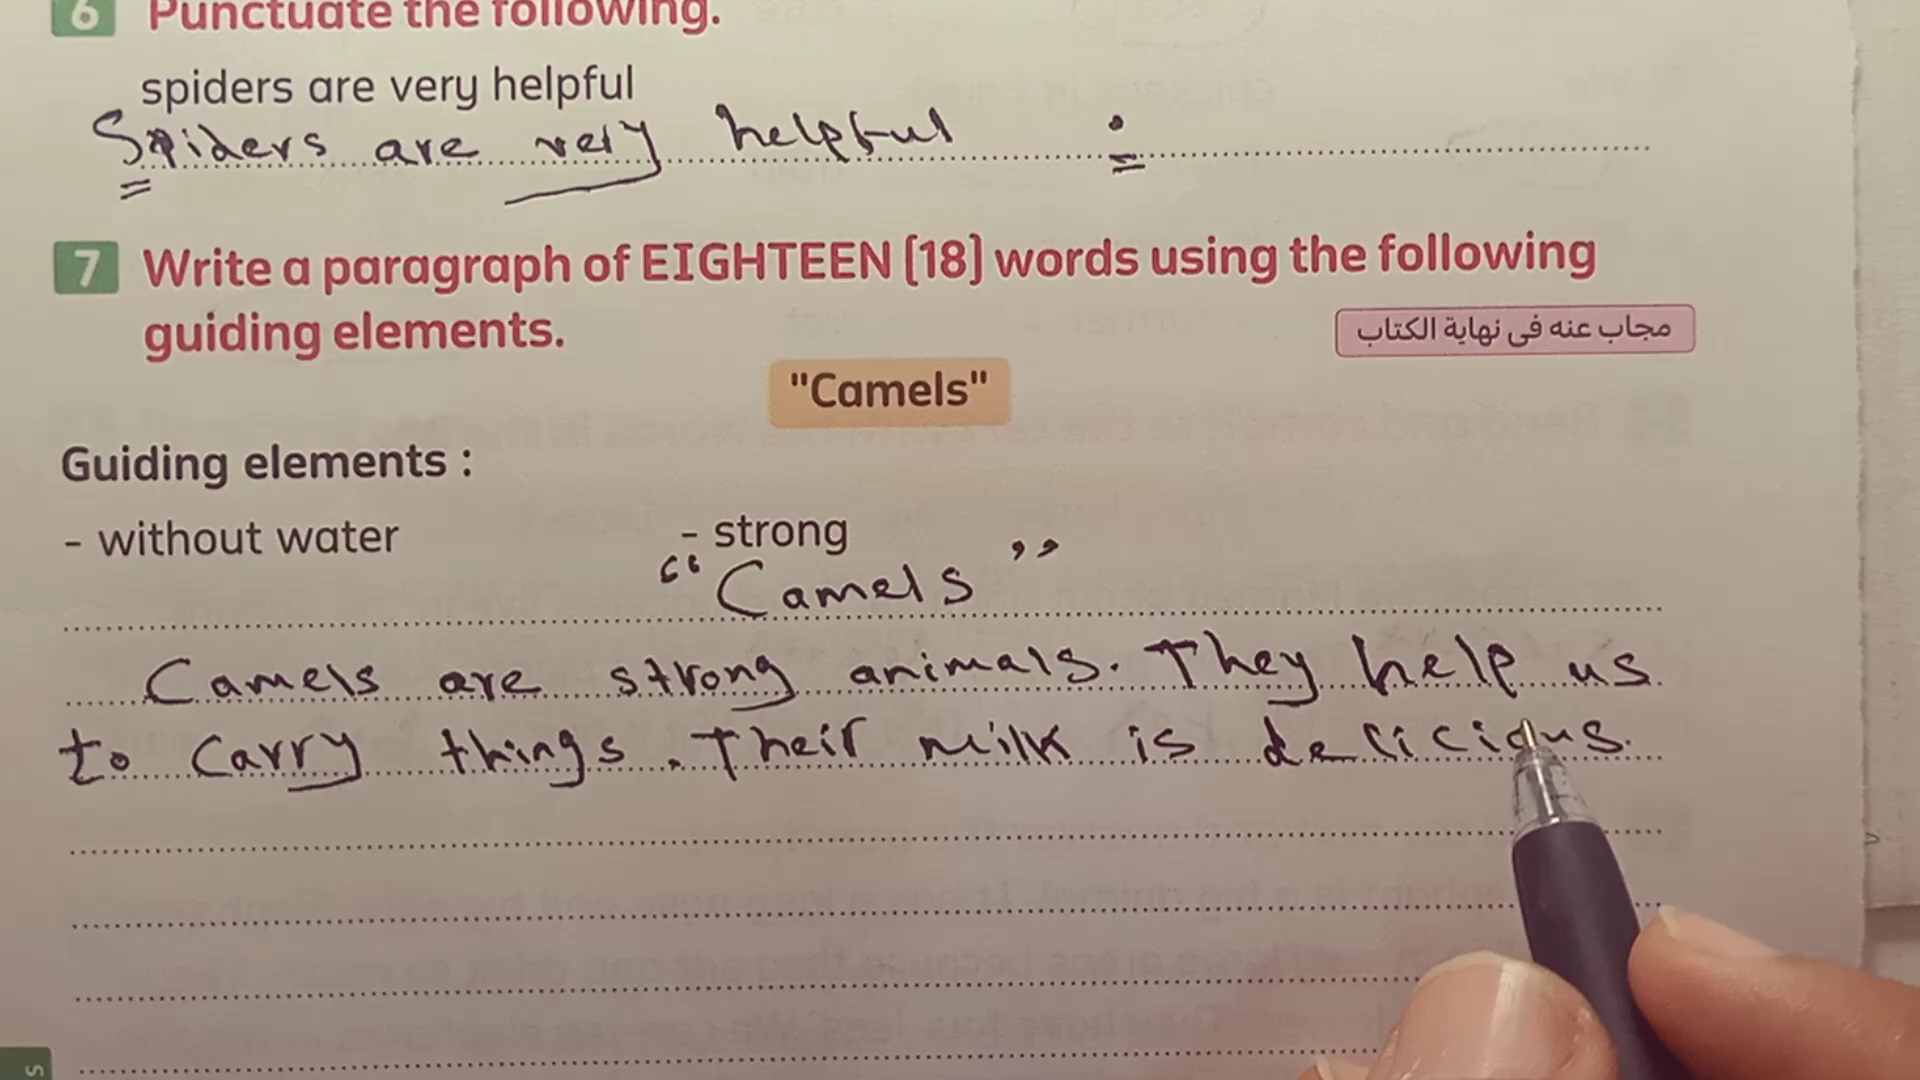 6 Punctuate the following.
spiders are very helpful
Spiders are very helpful .
7 Write a paragraph of EIGHTEEN (18) words using the following
guiding elements.
مجاب عنه فى نهاية الكتاب
"Camels"
Guiding elements :
- without water - strong
“Camels”
Camels are strong animals. They help us
to carry things. Their milk is delicious.